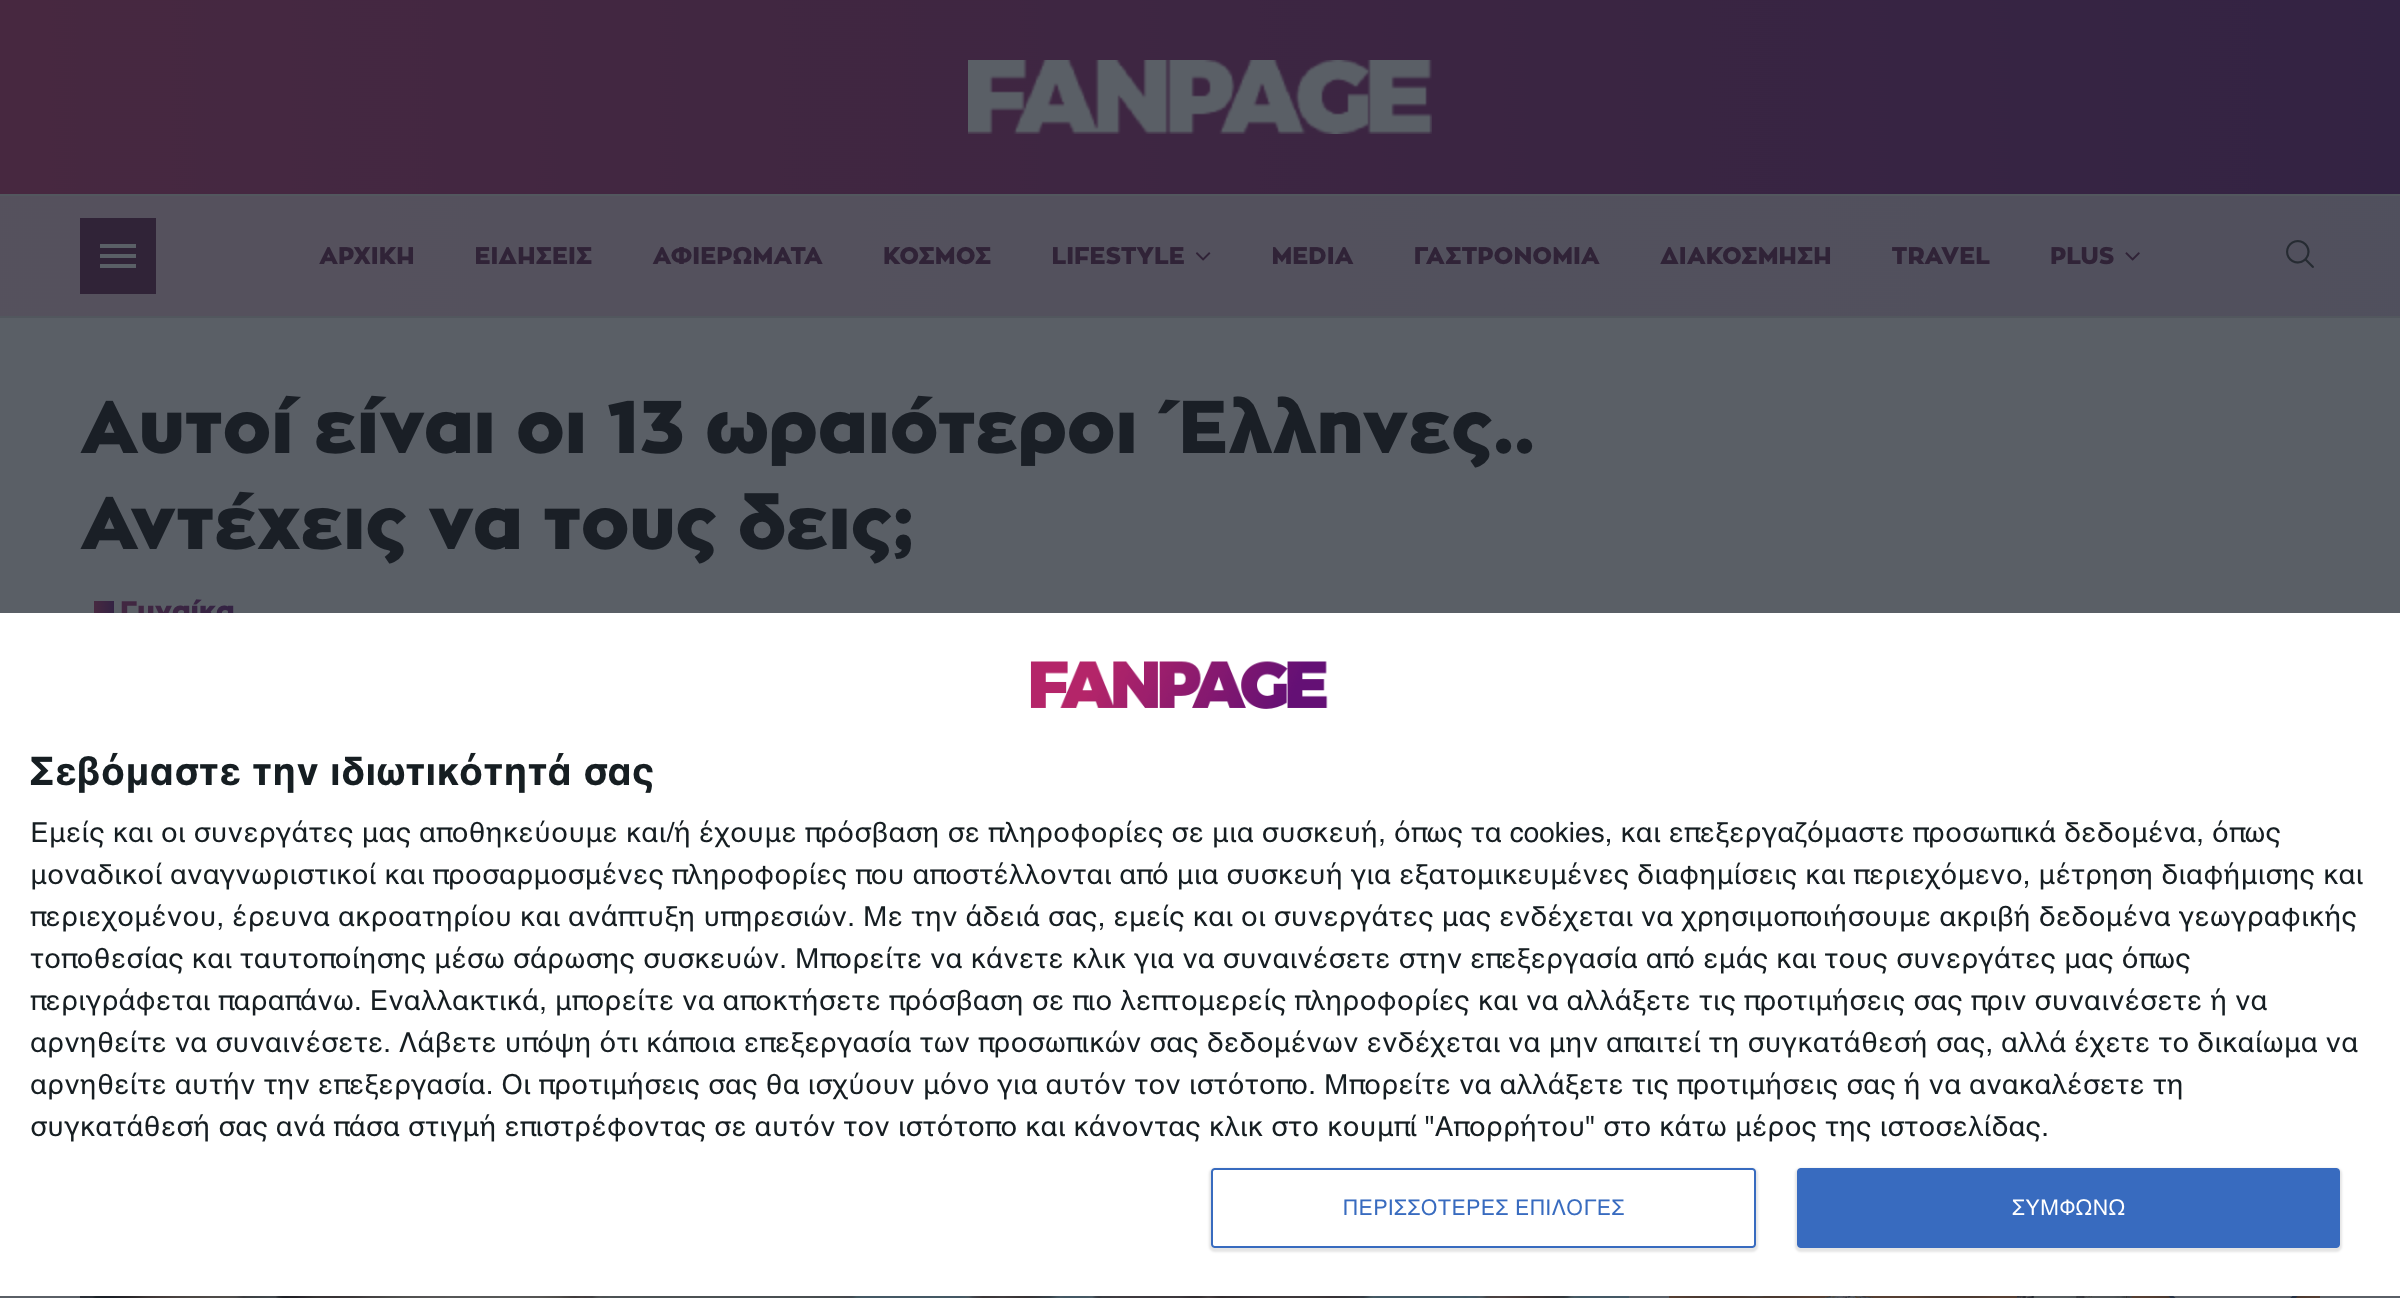 FANPAGE
ΑΡΧΙΚΗ ΕΙΔΗΣΕΙΣ ΑΦΙΕΡΩΜΑΤΑ ΚΟΣΜΟΣ LIFESTYLE MEDIA ΓΑΣΤΡΟΝΟΜΙΑ ΔΙΑΚΟΣΜΗΣΗ TRAVEL PLUS
Αυτοί είναι οι 13 ωραιότεροι Έλληνες..
Αντέχεις να τους δεις;
Γυναίκα
FANPAGE
Σεβόμαστε την ιδιωτικότητά σας
Εμείς και οι συνεργάτες μας αποθηκεύουμε και/ή έχουμε πρόσβαση σε πληροφορίες σε μια συσκευή, όπως τα cookies, και επεξεργαζόμαστε προσωπικά δεδομένα, όπως
μοναδικοί αναγνωριστικοί και προσαρμοσμένες πληροφορίες που αποστέλλονται από μια συσκευή για εξατομικευμένες διαφημίσεις και περιεχόμενο, μέτρηση διαφήμισης και
περιεχομένου, έρευνα ακροατηρίου και ανάπτυξη υπηρεσιών. Με την άδειά σας, εμείς και οι συνεργάτες μας ενδέχεται να χρησιμοποιήσουμε ακριβή δεδομένα γεωγραφικής
τοποθεσίας και ταυτοποίησης μέσω σάρωσης συσκευών. Μπορείτε να κάνετε κλικ για να συναινέσετε στην επεξεργασία από εμάς και τους συνεργάτες μας όπως
περιγράφεται παραπάνω. Εναλλακτικά, μπορείτε να αποκτήσετε πρόσβαση σε πιο λεπτομερείς πληροφορίες και να αλλάξετε τις προτιμήσεις σας πριν συναινέσετε ή να
αρνηθείτε να συναινέσετε. Λάβετε υπόψη ότι κάποια επεξεργασία των προσωπικών σας δεδομένων ενδέχεται να μην απαιτεί τη συγκατάθεσή σας, αλλά έχετε το δικαίωμα να
αρνηθείτε αυτήν την επεξεργασία. Οι προτιμήσεις σας θα ισχύουν μόνο για αυτόν τον ιστότοπο. Μπορείτε να αλλάξετε τις προτιμήσεις σας ή να ανακαλέσετε τη
συγκατάθεσή σας ανά πάσα στιγμή επιστρέφοντας σε αυτόν τον ιστότοπο και κάνοντας κλικ στο κουμπί "Απορρήτου" στο κάτω μέρος της ιστοσελίδας.
ΠΕΡΙΣΣΟΤΕΡΕΣ ΕΠΙΛΟΓΕΣ ΣΥΜΦΩΝΩ